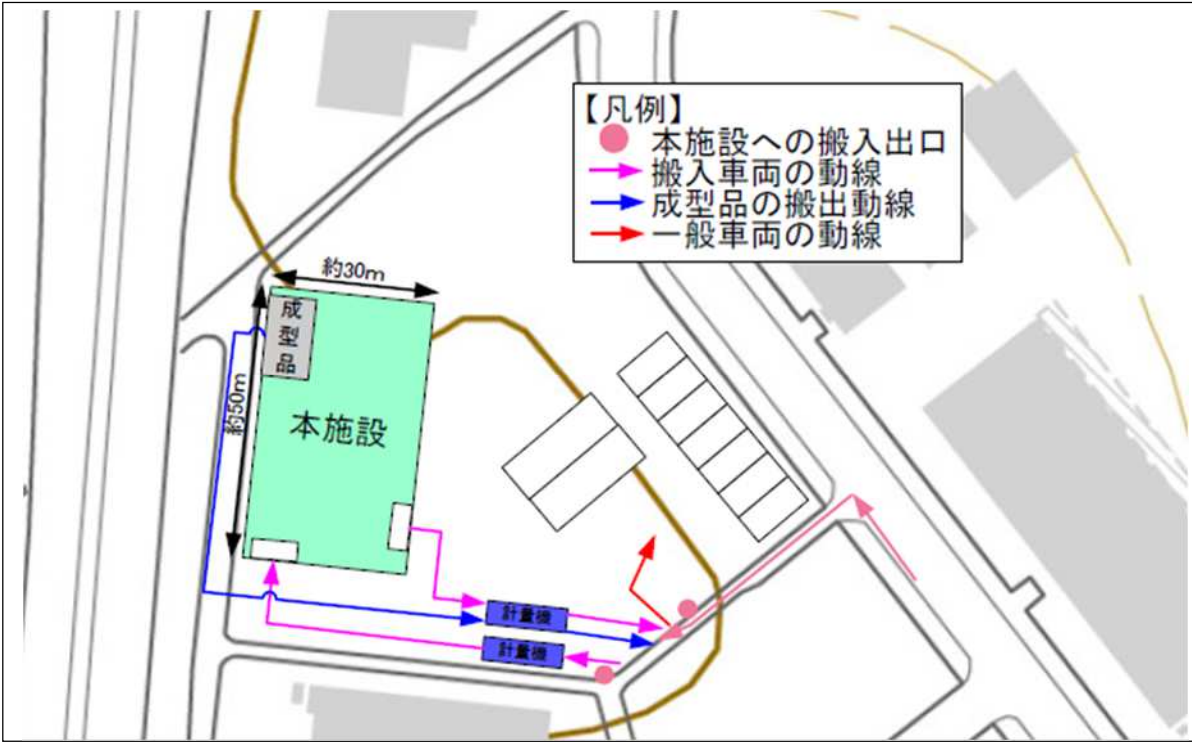 【凡例】
本施設への搬入出口
搬入車両の動線
成型品の搬出動線
一般車両の動線
約30m
成型品
約50m
本施設
計量機
計量機